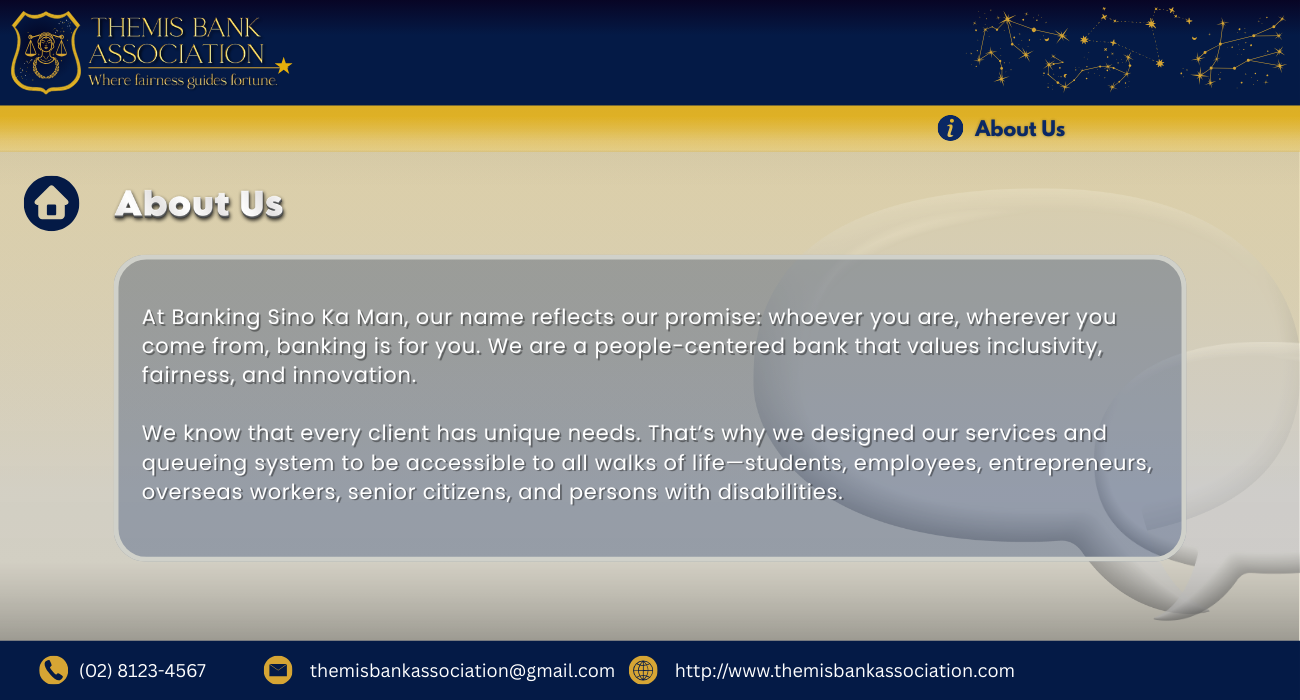 THEMIS BANK
ASSOCIATION
Where fairness guides fortune.
i About Us
About Us
At Banking Sino Ka Man, our name reflects our promise: whoever you are, wherever you
come from, banking is for you. We are a people-centered bank that values inclusivity,
fairness, and innovation.
We know that every client has unique needs. That’s why we designed our services and
queueing system to be accessible to all walks of life—students, employees, entrepreneurs,
overseas workers, senior citizens, and persons with disabilities.
(02) 8123-4567 themisbankassociation@gmail.com http://www.themisbankassociation.com